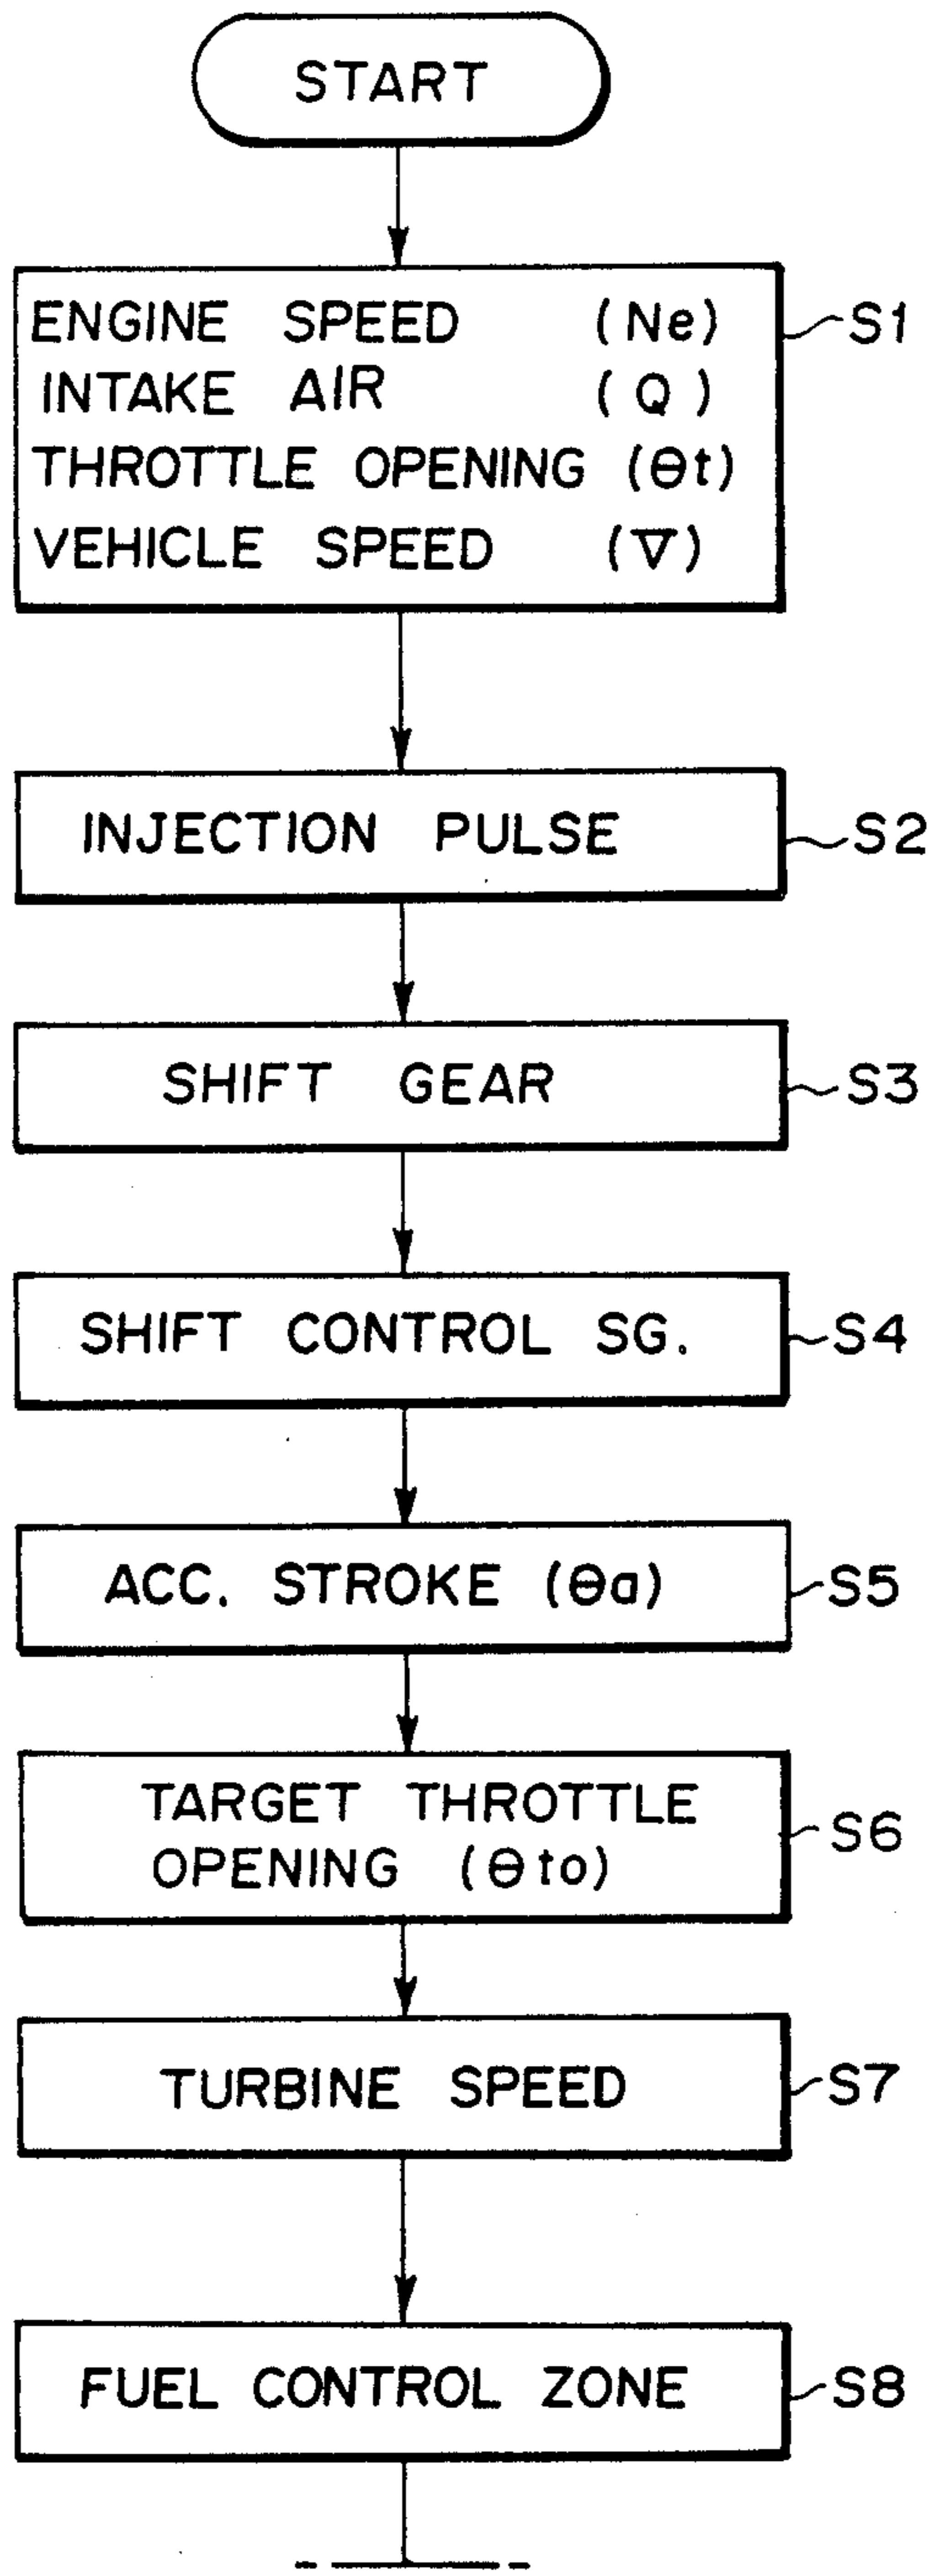 START
ENGINE SPEED (Ne)
S1
INTAKE AIR (Q)
THROTTLE OPENING (θt)
VEHICLE SPEED (V)
INJECTION PULSE
S2
SHIFT GEAR
S3
SHIFT CONTROL SG.
S4
ACC. STROKE (θa)
S5
TARGET THROTTLE
OPENING (θto)
S6
TURBINE SPEED
S7
FUEL CONTROL ZONE
S8